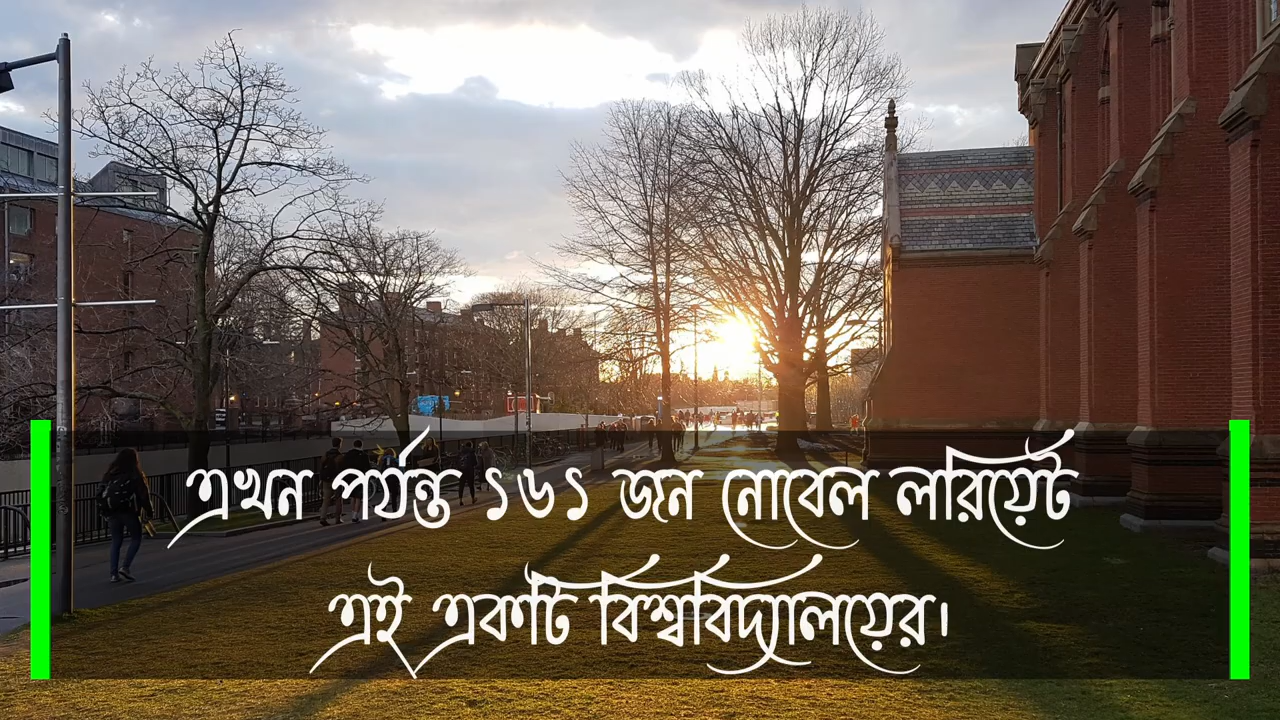 এখন পর্যন্ত ১৬১ জন নোবেল লরিয়েট
এই একটি বিশ্ববিদ্যালয়ের।